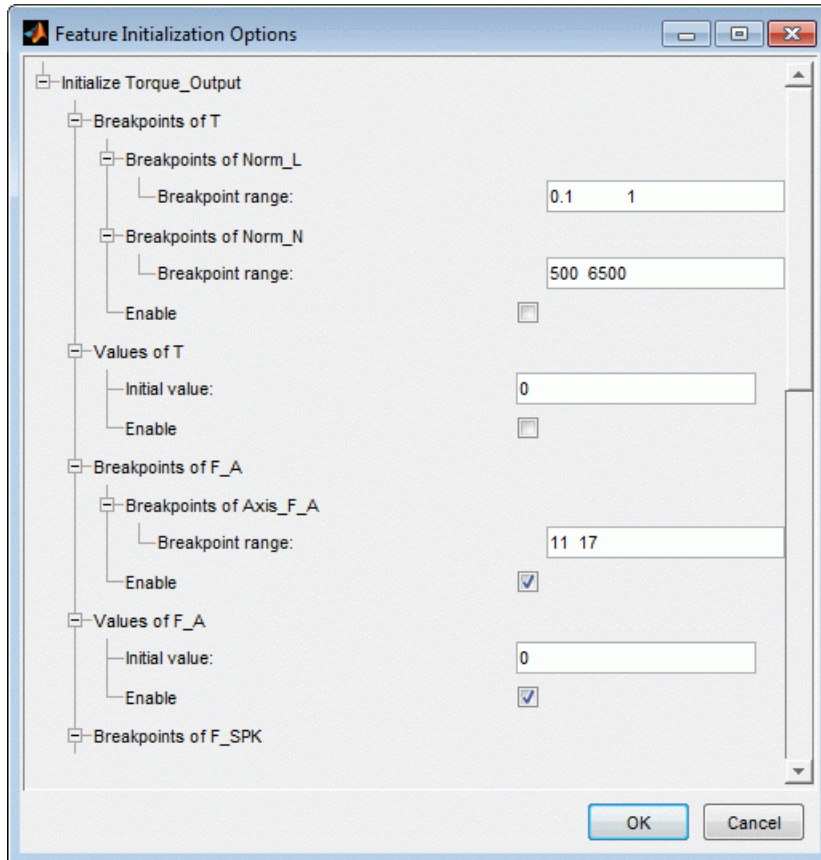 Feature Initialization Options
Initialize Torque_Output
Breakpoints of T
Breakpoints of Norm_L
Breakpoint range: 0.1 1
Breakpoints of Norm_N
Breakpoint range: 500 6500
Enable
Values of T
Initial value: 0
Enable
Breakpoints of F_A
Breakpoints of Axis_F_A
Breakpoint range: 11 17
Enable
Values of F_A
Initial value: 0
Enable
Breakpoints of F_SPK
OK Cancel